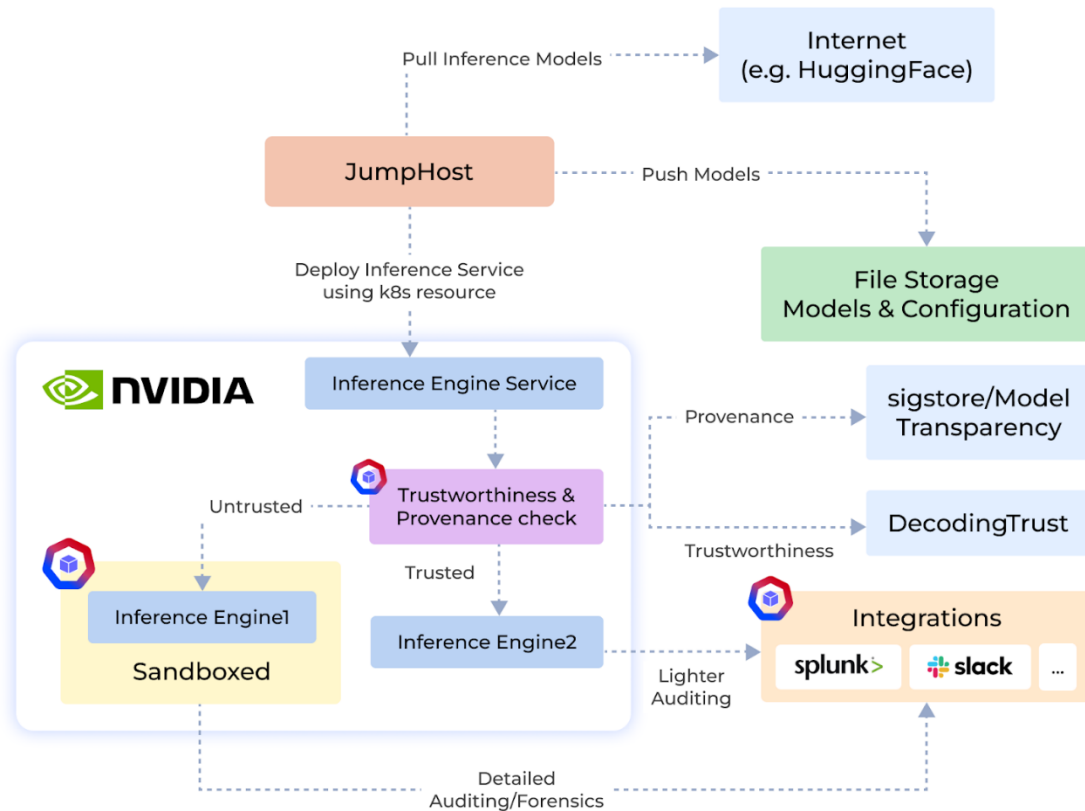 Internet
(e.g. HuggingFace)
Pull Inference Models
JumpHost
Push Models
Deploy Inference Service
using k8s resource
File Storage
Models & Configuration
NVIDIA
Inference Engine Service
Provenance
sigstore/Model
Transparency
Trustworthiness &
Provenance check
Untrusted
DecodingTrust
Trustworthiness
Trusted
Inference Engine1
Sandboxed
Inference Engine2
Integrations
splunk>
slack
...
Lighter
Auditing
Detailed
Auditing/Forensics